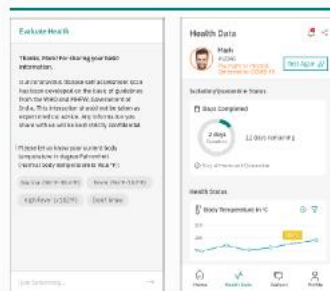 Evaluate Health
Thanks, Mark! For sharing your basic
information.
Our Coronavirus disease self-assessment scan
has been developed on the basis of guidelines
from the WHO and MHFW, Government of
India. This interaction should not be taken as
expert medical advice. Any information you
share with us will be kept strictly confidential.
Please let us know your current body
temperature in degree Fahrenheit
(normal body temperature is 98.6°F):
Fever
High Fever (>102°F)
Don't know
Health Data
Mark
Test Again
Isolation/Quarantine Status
Days Completed
2 days
12 days remaining
Health Status
Body Temperature in °C
Home
Health Data
Profile